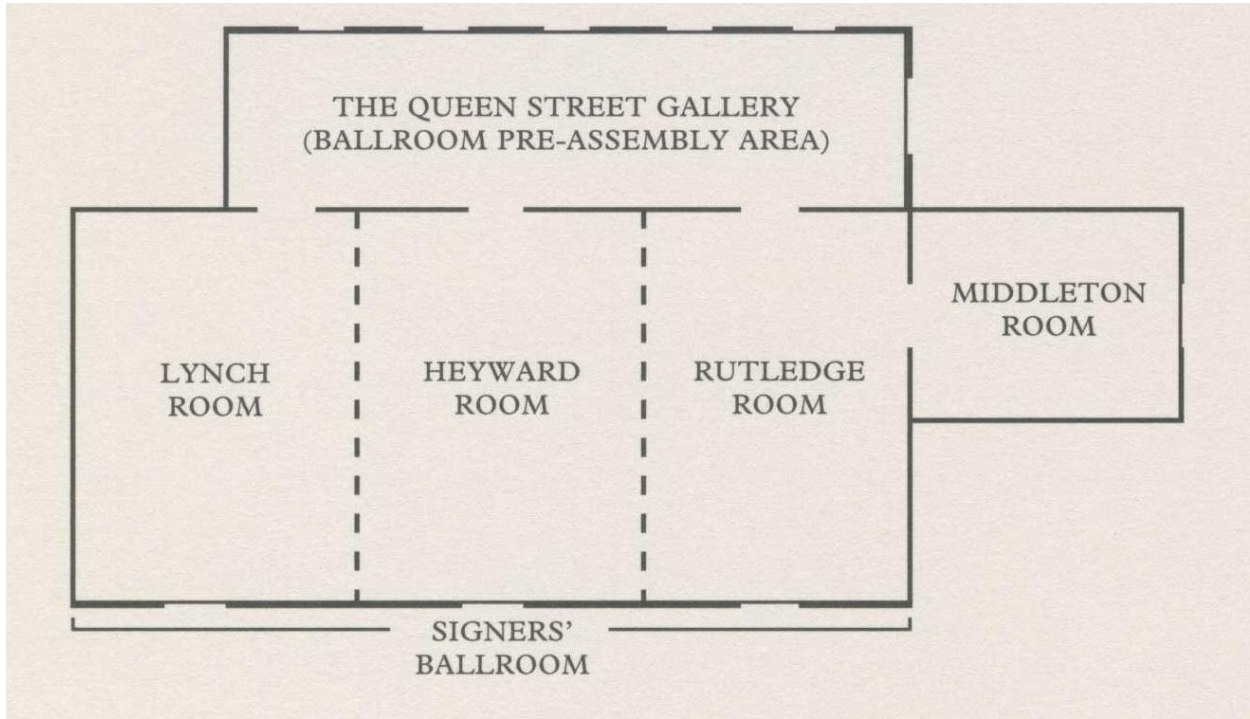 THE QUEEN STREET GALLERY
(BALLROOM PRE-ASSEMBLY AREA)
MIDDLETON
ROOM
LYNCH
ROOM
HEYWARD
ROOM
RUTLEDGE
ROOM
SIGNERS’
BALLROOM